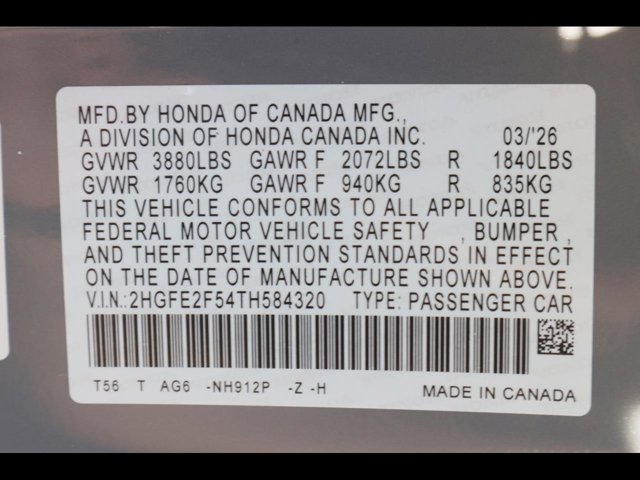 MFD.BY HONDA OF CANADA MFG.,
A DIVISION OF HONDA CANADA INC. 03/'26
GVWR 3880LBS GAWR F 2072LBS R 1840LBS
GVWR 1760KG GAWR F 940KG R 835KG
THIS VEHICLE CONFORMS TO ALL APPLICABLE
FEDERAL MOTOR VEHICLE SAFETY , BUMPER ,
AND THEFT PREVENTION STANDARDS IN EFFECT
ON THE DATE OF MANUFACTURE SHOWN ABOVE.
V.I.N.:2HGFE2F54TH584320 TYPE: PASSENGER CAR
T56 T AG6 -NH912P -Z -H MADE IN CANADA